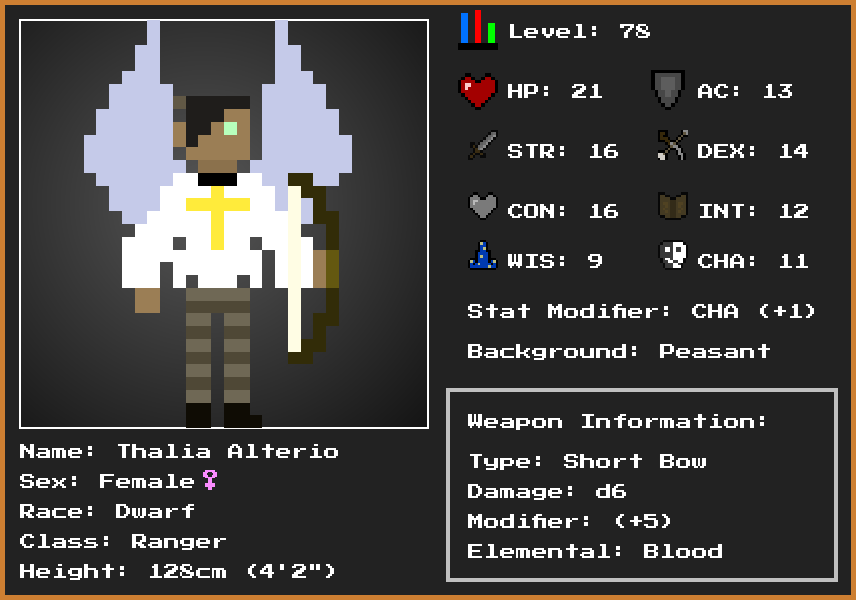 Level: 78
HP: 21
AC: 13
STR: 16
DEX: 14
CON: 16
INT: 12
WIS: 9
CHA: 11
Stat Modifier: CHA (+1)
Background: Peasant
Weapon Information:
Type: Short Bow
Damage: d6
Modifier: (+5)
Elemental: Blood
Name: Thalia Alterio
Sex: Female♀
Race: Dwarf
Class: Ranger
Height: 128cm (4'2")